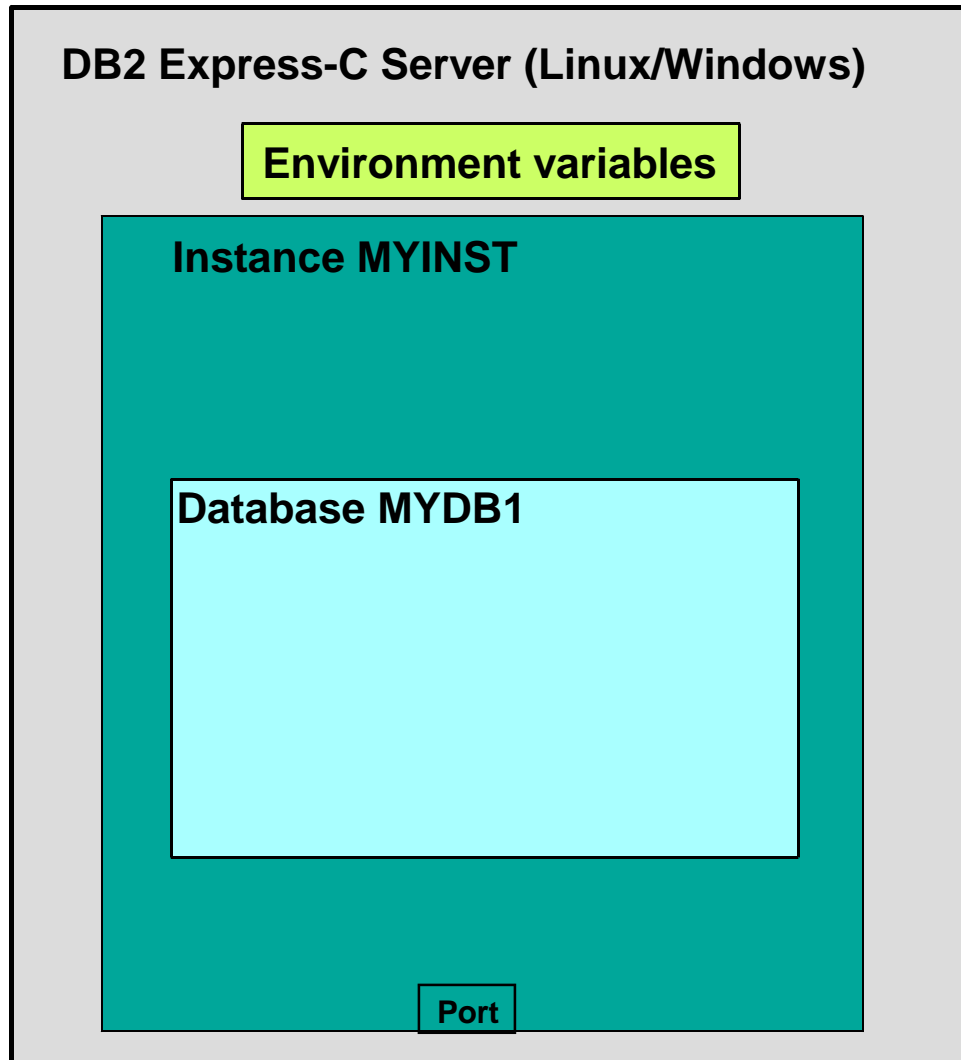 DB2 Express-C Server (Linux/Windows)
Environment variables
Instance MYINST
Database MYDB1
Port